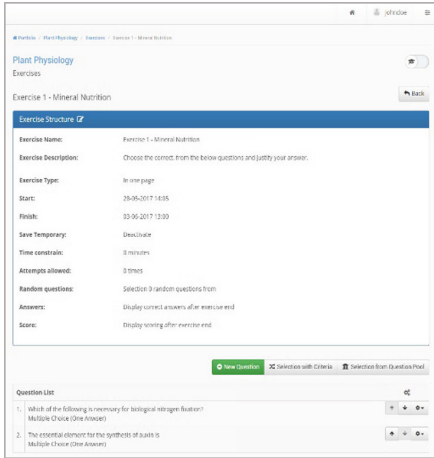 johndoe
Portfolio / Plant Physiology / Exercises / Exercise 1 - Mineral Nutrition
Plant Physiology
Exercises
Back
Exercise 1 - Mineral Nutrition
Exercise Structure
Exercise Name: Exercise 1 - Mineral Nutrition
Exercise Description: Choose the correct, from the below questions and justify your answer.
Exercise Type: In one page
Start: 28-05-2017 14:05
Finish: 03-06-2017 13:00
Save Temporary: Deactivate
Time constrain: 0 minutes
Attempts allowed: 0 times
Random questions: Selection 0 random questions from
Answers: Display correct answers after exercise end
Score: Display scoring after exercise end
New Question Selection with Criteria Selection from Question Pool
Question List
1. Which of the following is necessary for biological nitrogen fixation?
Multiple Choice (One Answer)
2. The essential element for the synthesis of auxin is
Multiple Choice (One Answer)